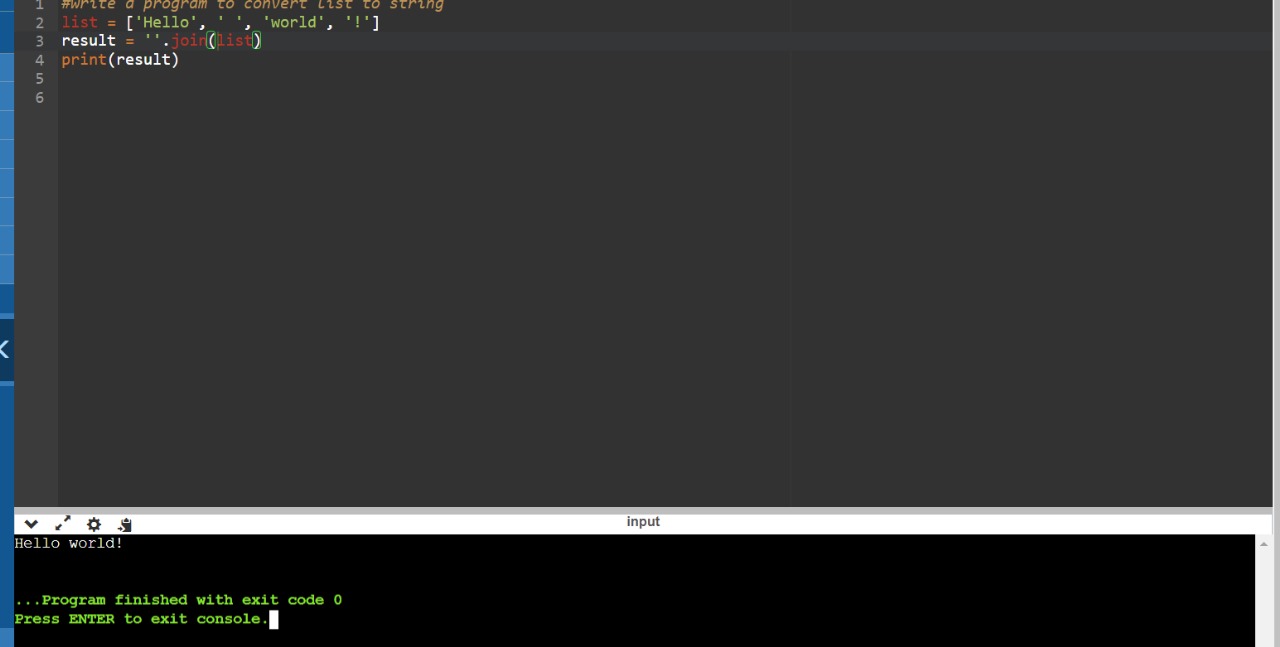 1 #write a program to convert list to string
2 list = ['Hello', ' ', 'world', '!']
3 result = ''.join(list)
4 print(result)
5
6
input
Hello world!
...Program finished with exit code 0
Press ENTER to exit console.